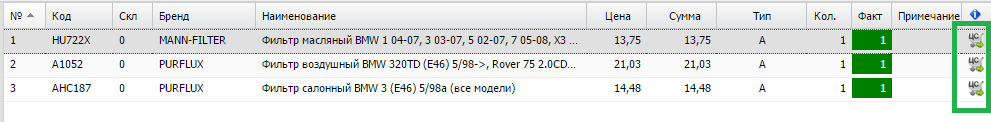 № Код Скл Бренд Наименование Цена Сумма Тип Кол. Факт Примечание
1 HU722X 0 MANN-FILTER Фильтр масляный BMW 1 04-07, 3 03-07, 5 02-07, 7 05-08, X3 ... 13,75 13,75 A 1 1 ЦС
2 A1052 0 PURFLUX Фильтр воздушный BMW 320TD (E46) 5/98->, Rover 75 2.0CD... 21,03 21,03 A 1 1 ЦС
3 AHC187 0 PURFLUX Фильтр салонный BMW 3 (E46) 5/98а (все модели) 14,48 14,48 A 1 1 ЦС